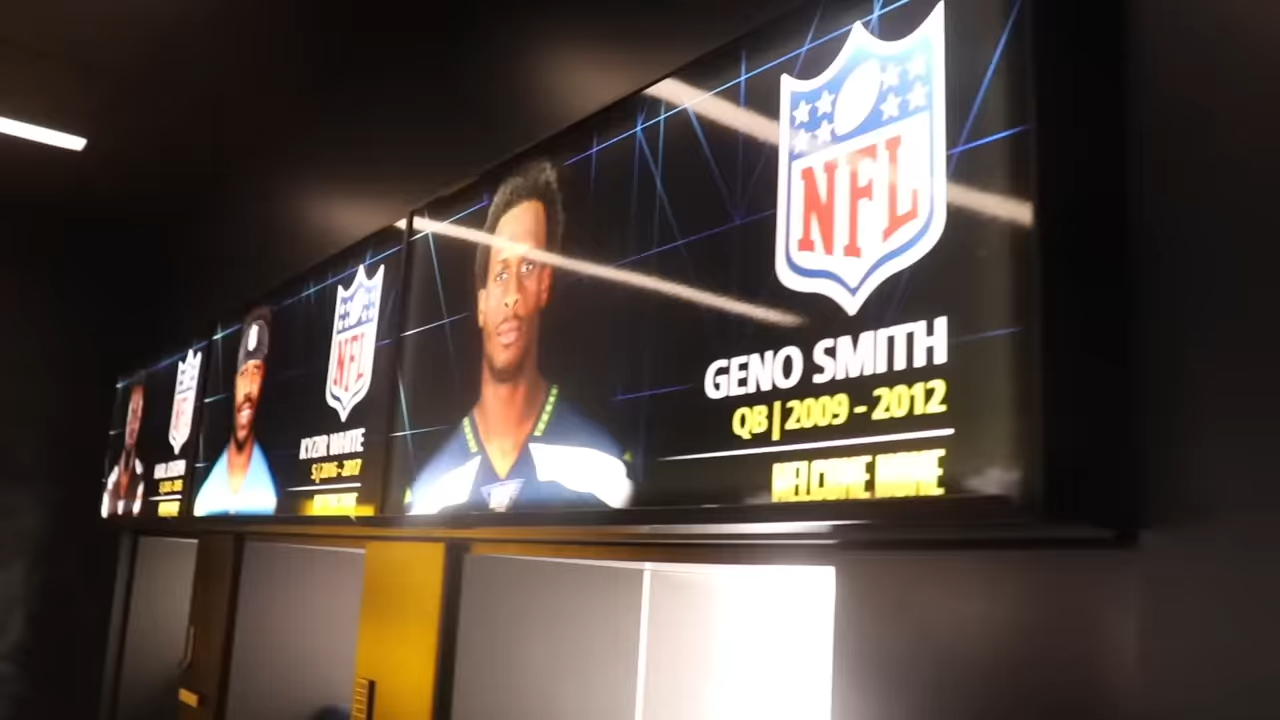 NFL
GENO SMITH
QB | 2009 - 2012
WELCOME HOME
NFL
KYZIR WHITE
S | 2016 - 2017
NFL